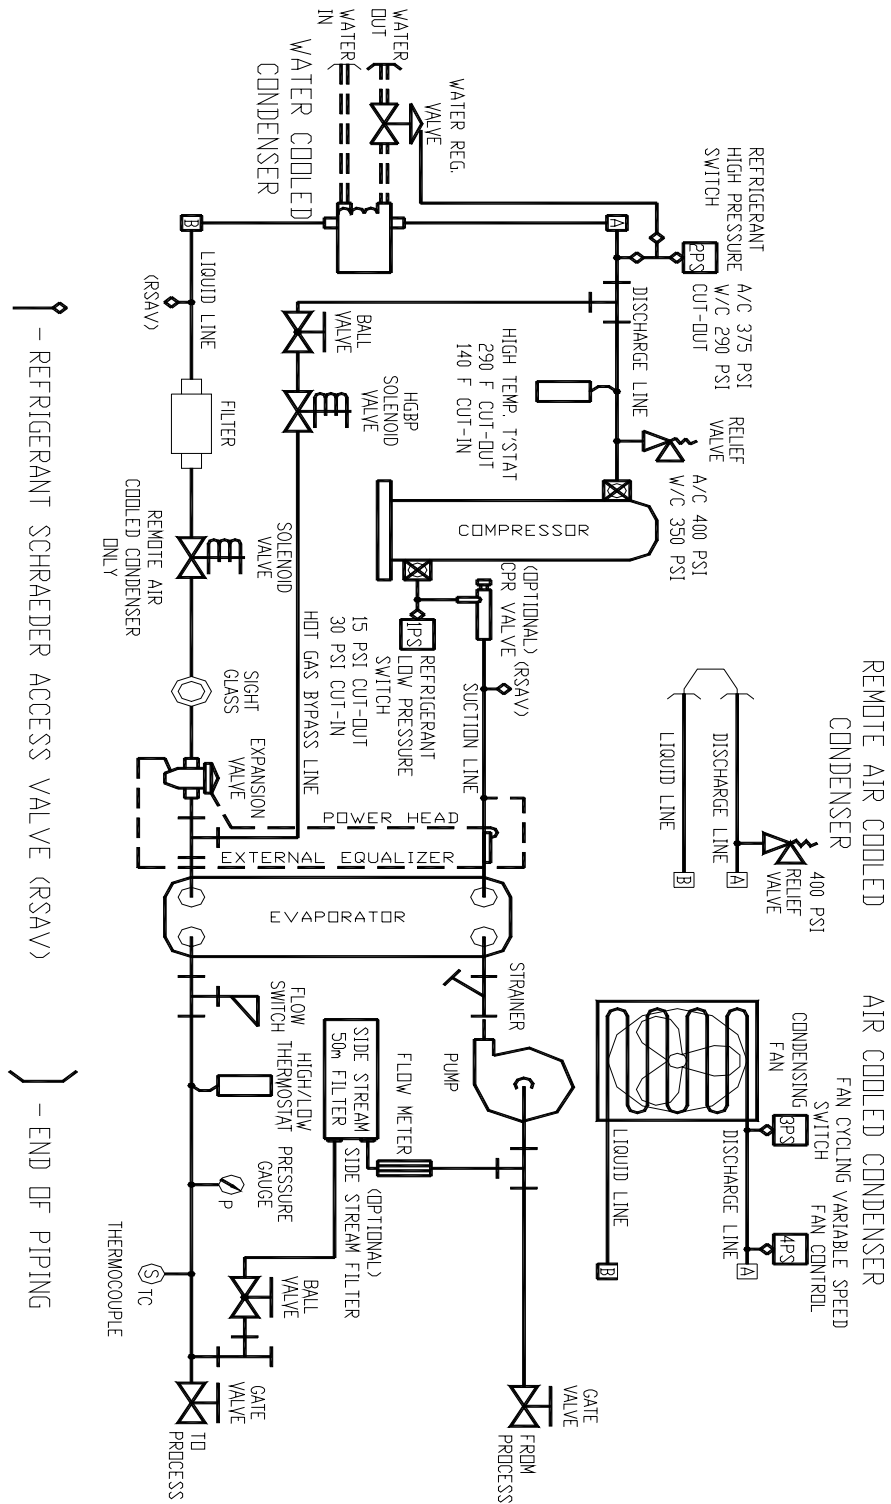 WATER
IN
WATER
OUT
WATER COOLED
CONDENSER
WATER REG.
VALVE
REFRIGERANT
HIGH PRESSURE
SWITCH
A/C 375 PSI
W/C 290 PSI
CUT-OUT
2PS
A
B
LIQUID LINE
(RSAV)
DISCHARGE LINE
BALL
VALVE
HGBP
SOLENOID
VALVE
HIGH TEMP. T'STAT
290 F CUT-OUT
140 F CUT-IN
RELIEF
VALVE
A/C 400 PSI
W/C 350 PSI
FILTER
COMPRESSOR
SOLENOID
VALVE
REMOTE AIR
COOLED CONDENSER
ONLY
(OPTIONAL)
CPR VALVE
(RSAV)
1PS
REFRIGERANT
LOW PRESSURE
SWITCH
15 PSI CUT-OUT
30 PSI CUT-IN
HOT GAS BYPASS LINE
SUCTION LINE
SIGHT
GLASS
EXPANSION
VALVE
POWER HEAD
EXTERNAL EQUALIZER
EVAPORATOR
STRAINER
PUMP
FLOW
SWITCH
HIGH/LOW
THERMOSTAT
SIDE STREAM
50m FILTER
FLOW METER
PRESSURE
GAUGE
P
(OPTIONAL)
SIDE STREAM FILTER
THERMOCOUPLE
S
TC
BALL
VALVE
GATE
VALVE
TO
PROCESS
GATE
VALVE
FROM
PROCESS
REMOTE AIR COOLED
CONDENSER
LIQUID LINE
DISCHARGE LINE
400 PSI
RELIEF
VALVE
A
B
AIR COOLED CONDENSER
CONDENSING
FAN
FAN CYCLING
SWITCH
VARIABLE SPEED
FAN CONTROL
3PS
4PS
LIQUID LINE
DISCHARGE LINE
A
B
- REFRIGERANT SCHRAEDER ACCESS VALVE (RSAV)
- END OF PIPING